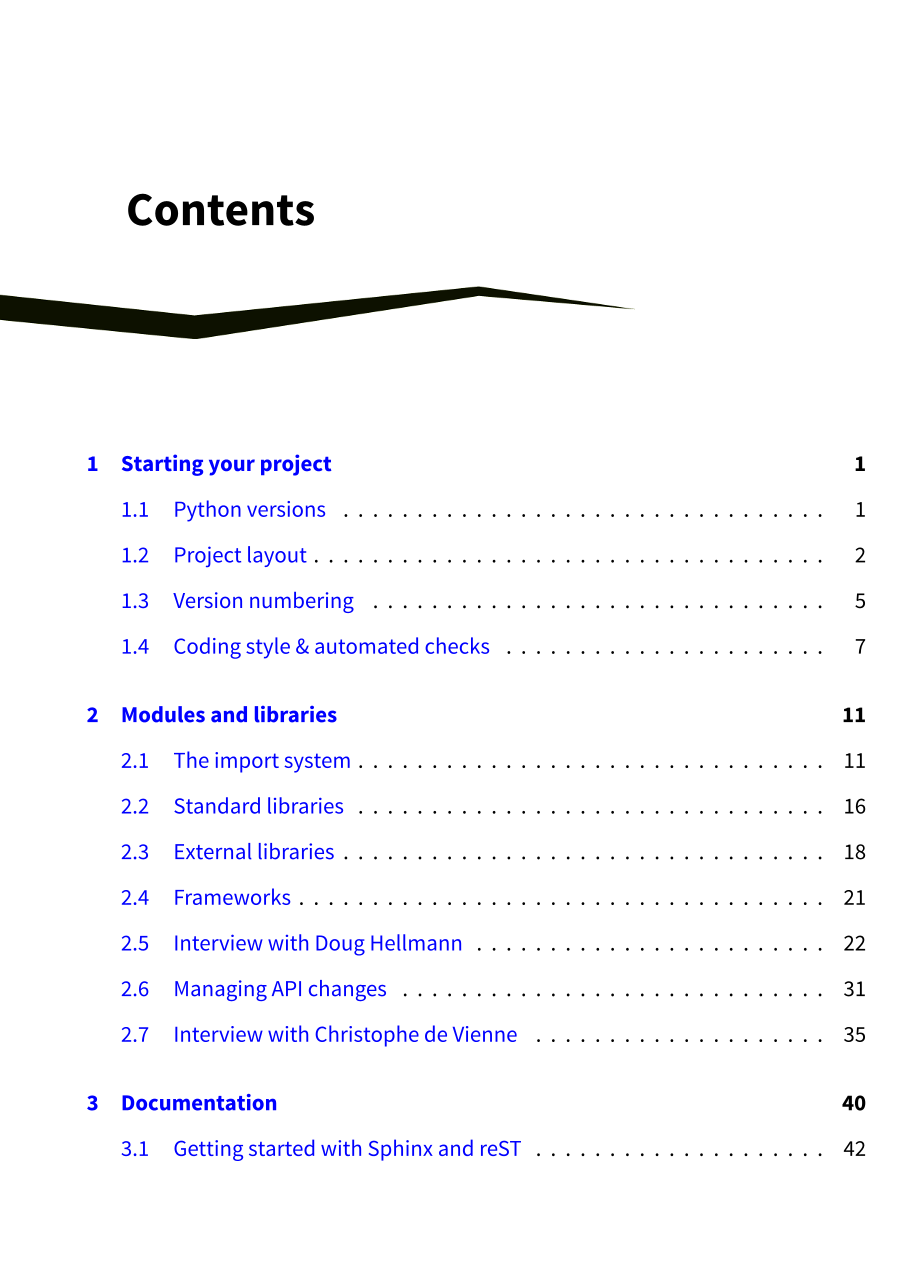 Contents
1 Starting your project 1
1.1 Python versions . . . . . . . . . . . . . . . . . . . . . . . . . . . . . . . . . 1
1.2 Project layout . . . . . . . . . . . . . . . . . . . . . . . . . . . . . . . . . . . 2
1.3 Version numbering . . . . . . . . . . . . . . . . . . . . . . . . . . . . . . . 5
1.4 Coding style & automated checks . . . . . . . . . . . . . . . . . . . . . . 7
2 Modules and libraries 11
2.1 The import system . . . . . . . . . . . . . . . . . . . . . . . . . . . . . . . . 11
2.2 Standard libraries . . . . . . . . . . . . . . . . . . . . . . . . . . . . . . . . 16
2.3 External libraries . . . . . . . . . . . . . . . . . . . . . . . . . . . . . . . . . 18
2.4 Frameworks . . . . . . . . . . . . . . . . . . . . . . . . . . . . . . . . . . . . 21
2.5 Interview with Doug Hellmann . . . . . . . . . . . . . . . . . . . . . . . . 22
2.6 Managing API changes . . . . . . . . . . . . . . . . . . . . . . . . . . . . . 31
2.7 Interview with Christophe de Vienne . . . . . . . . . . . . . . . . . . . . 35
3 Documentation 40
3.1 Getting started with Sphinx and reST . . . . . . . . . . . . . . . . . . . . 42